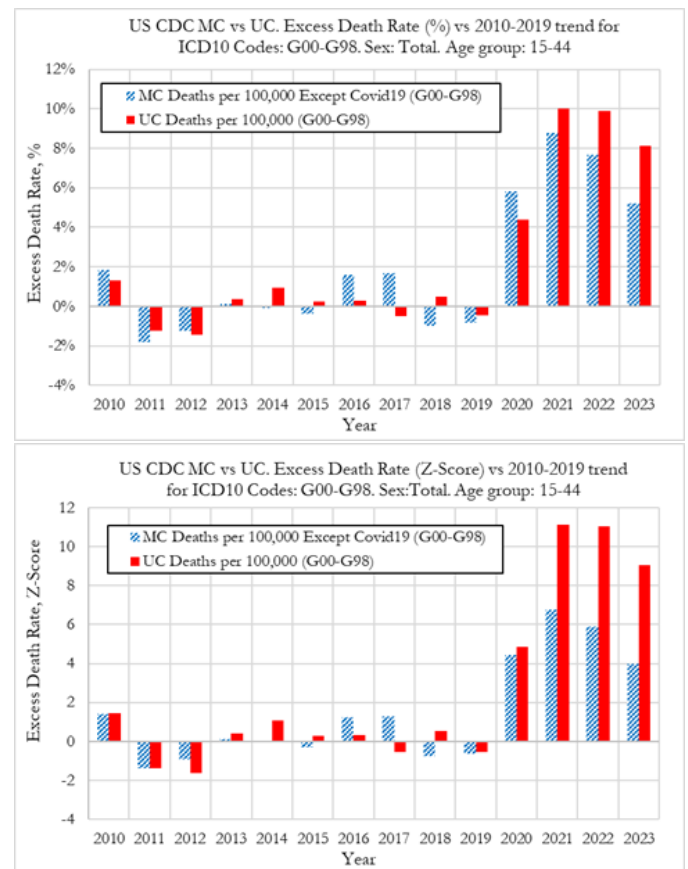 US CDC MC vs UC. Excess Death Rate (%) vs 2010-2019 trend for
ICD10 Codes: G00-G98. Sex: Total. Age group: 15-44
12%
10%
8%
6%
4%
2%
0%
-2%
-4%
Excess Death Rate, %
MC Deaths per 100,000 Except Covid19 (G00-G98)
UC Deaths per 100,000 (G00-G98)
2010 2011 2012 2013 2014 2015 2016 2017 2018 2019 2020 2021 2022 2023
Year
US CDC MC vs UC. Excess Death Rate (Z-Score) vs 2010-2019 trend
for ICD10 Codes: G00-G98. Sex:Total. Age group: 15-44
12
10
8
6
4
2
0
-2
-4
Excess Death Rate, Z-Score
MC Deaths per 100,000 Except Covid19 (G00-G98)
UC Deaths per 100,000 (G00-G98)
2010 2011 2012 2013 2014 2015 2016 2017 2018 2019 2020 2021 2022 2023
Year